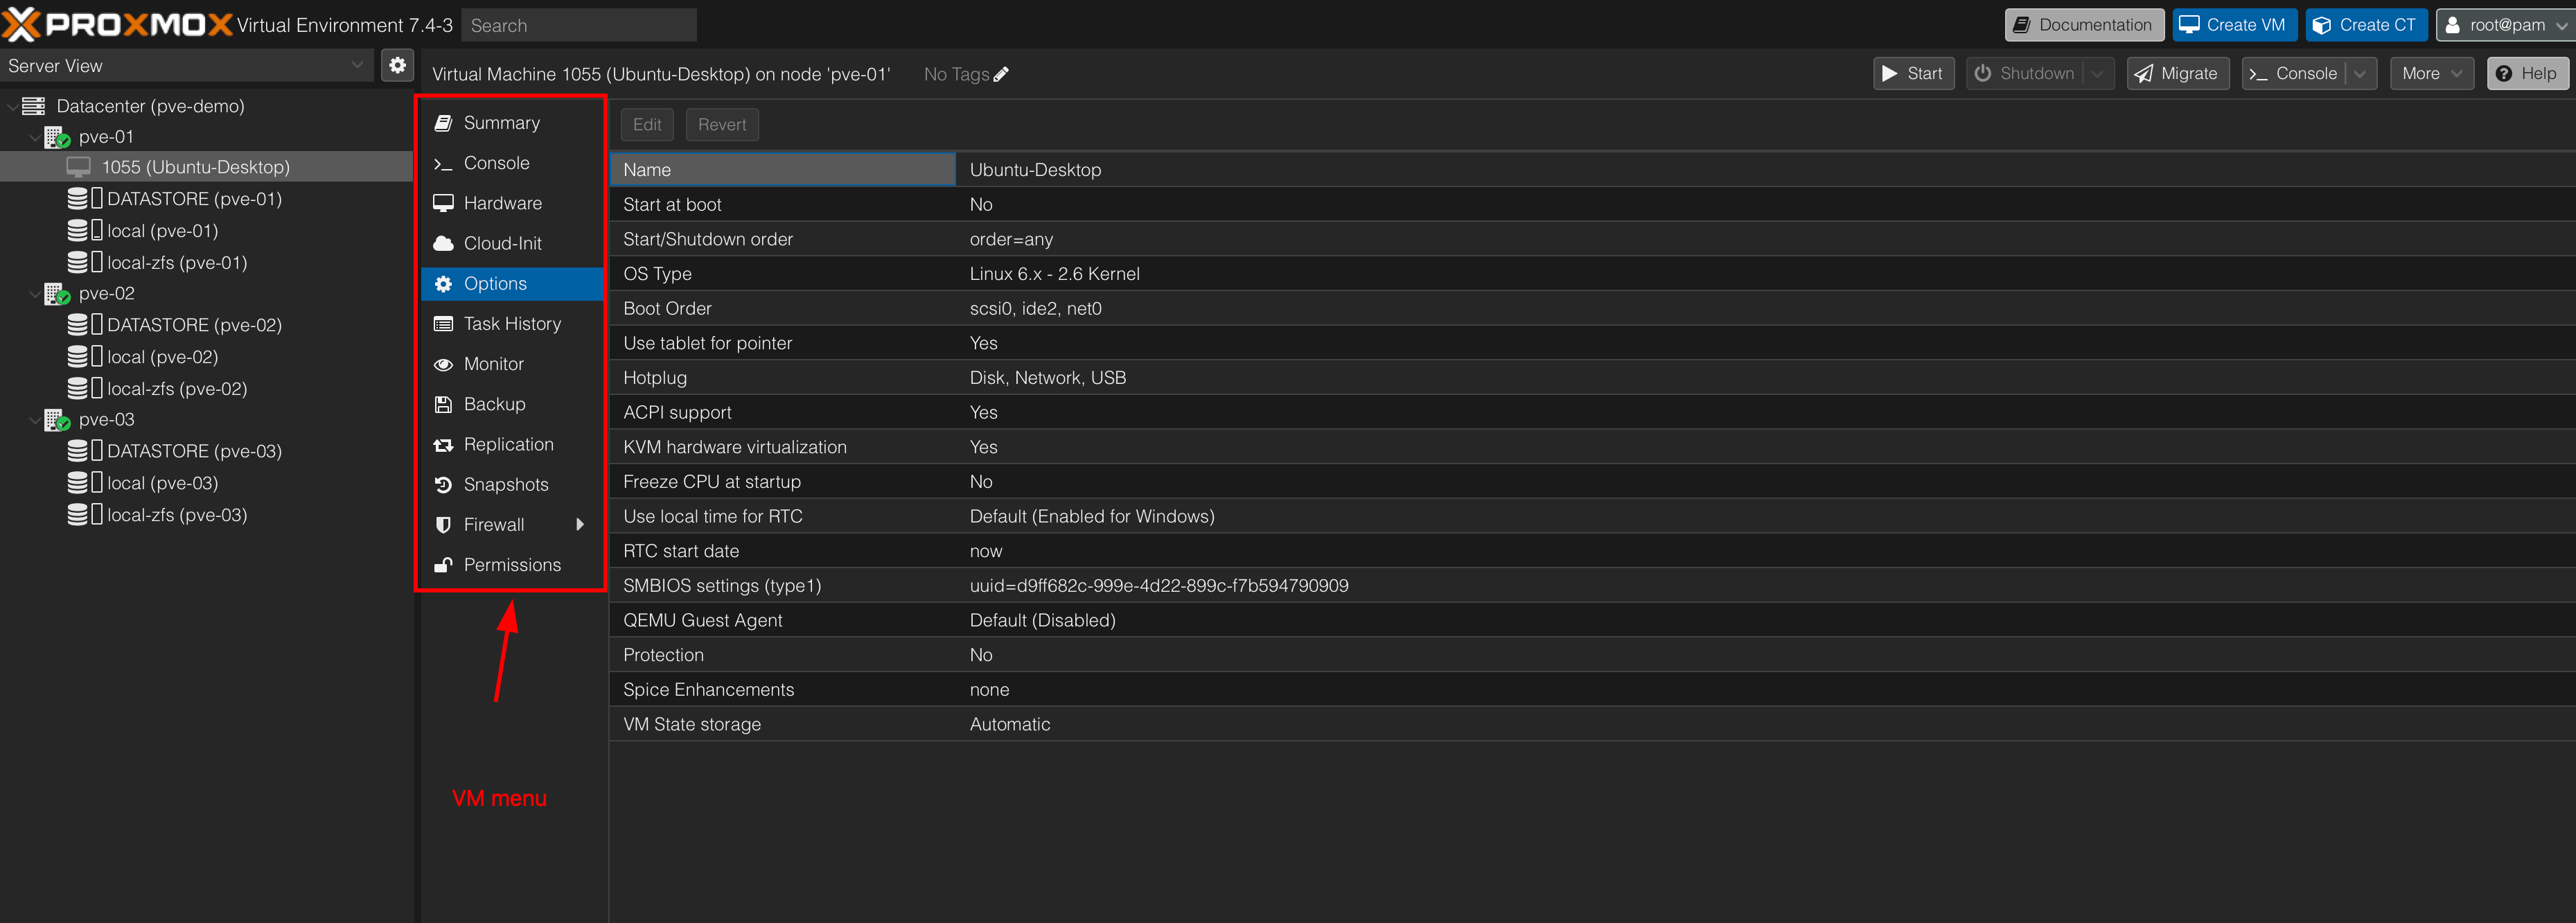 PROXMOX Virtual Environment 7.4-3 Search Documentation Create VM Create CT root@pam
Server View
Virtual Machine 1055 (Ubuntu-Desktop) on node 'pve-01' No Tags Start Shutdown Migrate Console More Help
Datacenter (pve-demo)
pve-01
1055 (Ubuntu-Desktop)
DATASTORE (pve-01)
local (pve-01)
local-zfs (pve-01)
pve-02
DATASTORE (pve-02)
local (pve-02)
local-zfs (pve-02)
pve-03
DATASTORE (pve-03)
local (pve-03)
local-zfs (pve-03)
Summary
Console
Hardware
Cloud-Init
Options
Task History
Monitor
Backup
Replication
Snapshots
Firewall
Permissions
VM menu
Edit Revert
Name Ubuntu-Desktop
Start at boot No
Start/Shutdown order order=any
OS Type Linux 6.x - 2.6 Kernel
Boot Order scsi0, ide2, net0
Use tablet for pointer Yes
Hotplug Disk, Network, USB
ACPI support Yes
KVM hardware virtualization Yes
Freeze CPU at startup No
Use local time for RTC Default (Enabled for Windows)
RTC start date now
SMBIOS settings (type1) uuid=d9ff682c-999e-4d22-899c-f7b594790909
QEMU Guest Agent Default (Disabled)
Protection No
Spice Enhancements none
VM State storage Automatic